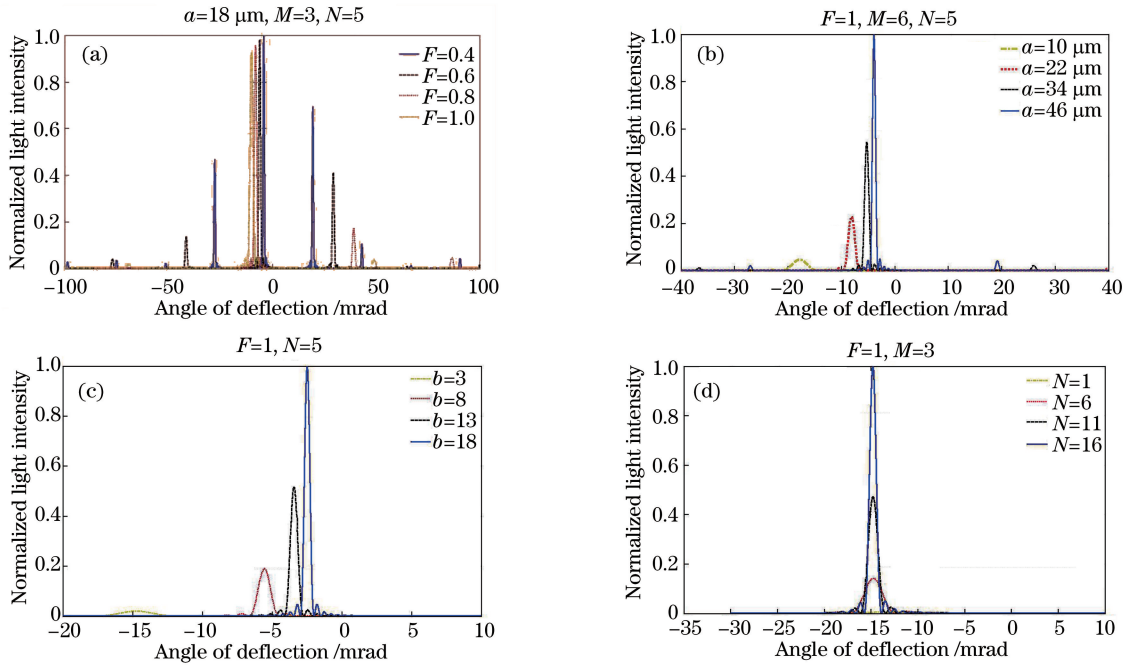 a=18 μm, M=3, N=5
(a)
F=0.4
F=0.6
F=0.8
F=1.0
Normalized light intensity
1.0
0.8
0.6
0.4
0.2
0
−100
−50
0
50
100
Angle of deflection /mrad
F=1, M=6, N=5
(b)
a=10 μm
a=22 μm
a=34 μm
a=46 μm
Normalized light intensity
1.0
0.8
0.6
0.4
0.2
0
−40
−30
−20
−10
0
10
20
30
40
Angle of deflection /mrad
F=1, N=5
(c)
b=3
b=8
b=13
b=18
Normalized light intensity
1.0
0.8
0.6
0.4
0.2
0
−20
−15
−10
−5
0
5
10
Angle of deflection /mrad
F=1, M=3
(d)
N=1
N=6
N=11
N=16
Normalized light intensity
1.0
0.8
0.6
0.4
0.2
0
−35
−30
−25
−20
−15
−10
−5
0
5
10
Angle of deflection /mrad